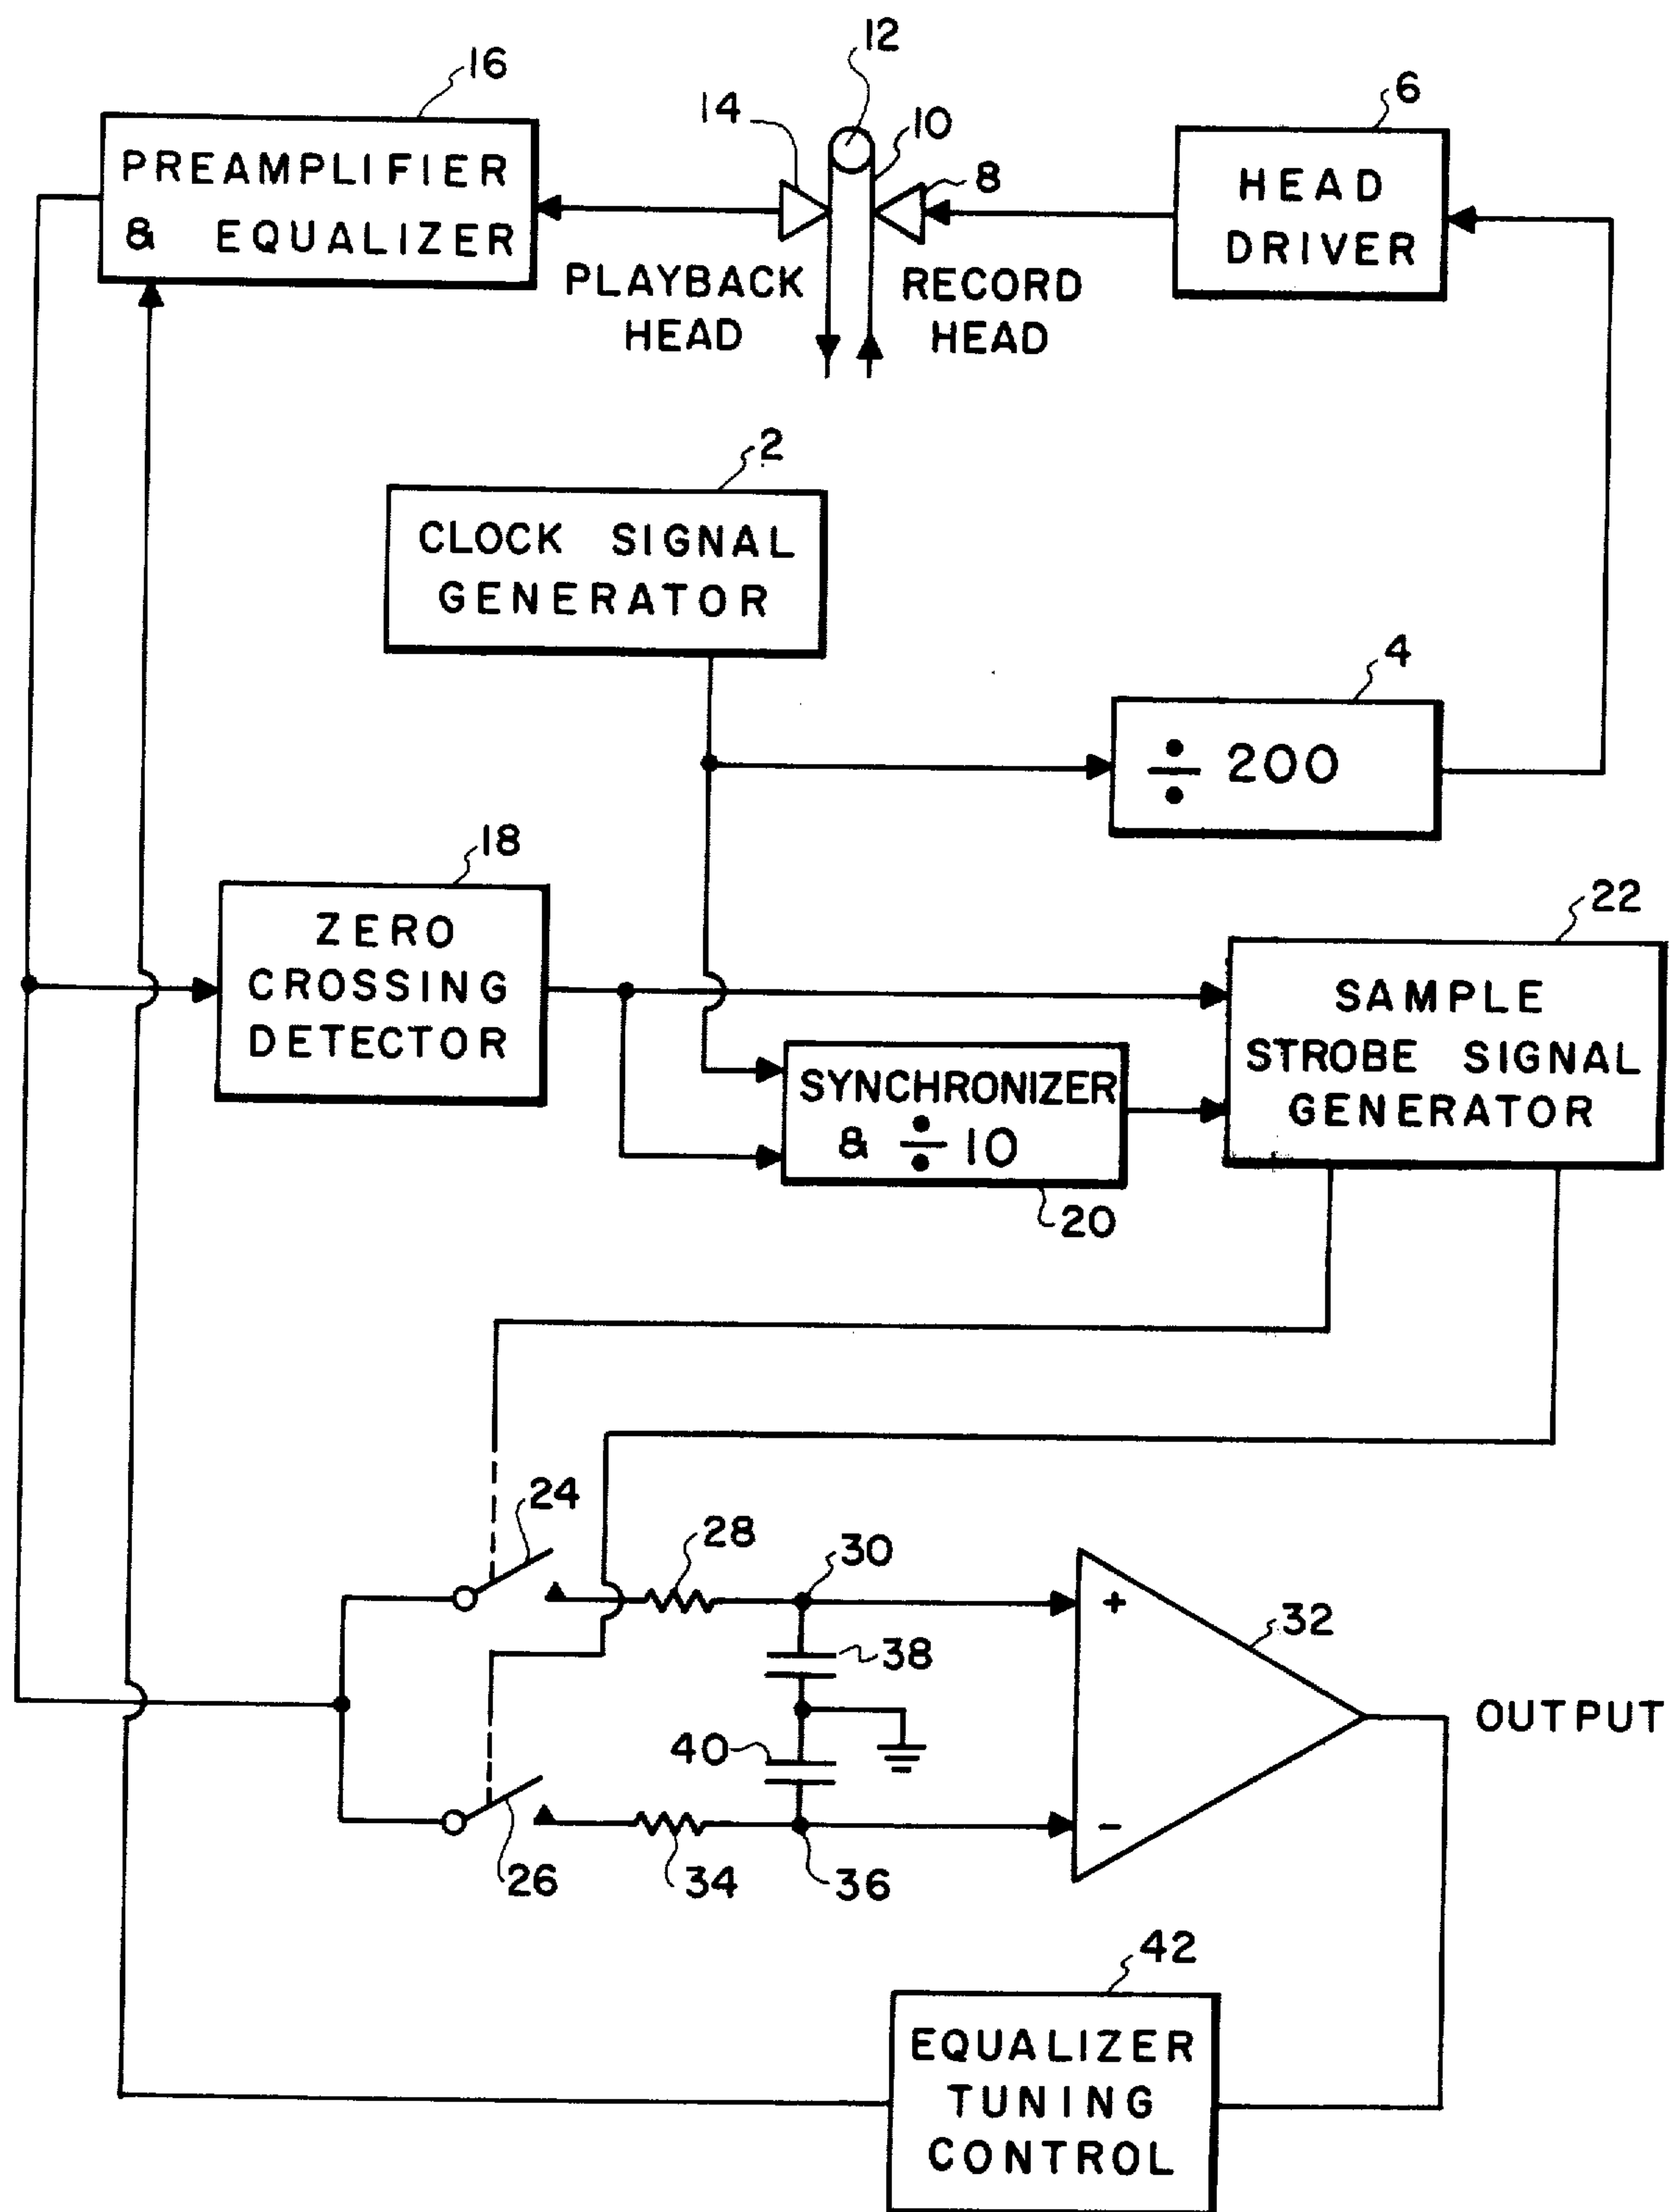 12
16
14
10
6
8
PREAMPLIFIER
& EQUALIZER
HEAD
DRIVER
PLAYBACK
HEAD
RECORD
HEAD
2
CLOCK SIGNAL
GENERATOR
4
÷ 200
18
ZERO
CROSSING
DETECTOR
22
SAMPLE
STROBE SIGNAL
GENERATOR
SYNCHRONIZER
& ÷ 10
20
24
28
30
+
32
38
OUTPUT
40
26
34
36
-
42
EQUALIZER
TUNING
CONTROL